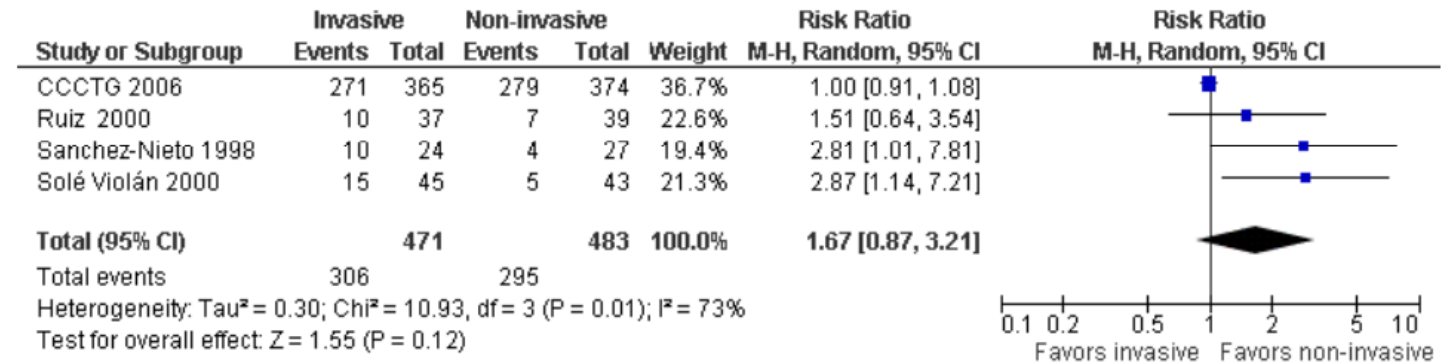 Invasive Non-invasive Risk Ratio Risk Ratio
Study or Subgroup Events Total Events Total Weight M-H, Random, 95% CI M-H, Random, 95% CI
CCCTG 2006 271 365 279 374 36.7% 1.00 [0.91, 1.08]
Ruiz 2000 10 37 7 39 22.6% 1.51 [0.64, 3.54]
Sanchez-Nieto 1998 10 24 4 27 19.4% 2.81 [1.01, 7.81]
Solé Violán 2000 15 45 5 43 21.3% 2.87 [1.14, 7.21]
Total (95% CI) 471 483 100.0% 1.67 [0.87, 3.21]
Total events 306 295
Heterogeneity: Tau² = 0.30; Chi² = 10.93, df = 3 (P = 0.01); I² = 73%
Test for overall effect: Z = 1.55 (P = 0.12)
0.1 0.2 0.5 1 2 5 10
Favors invasive Favors non-invasive